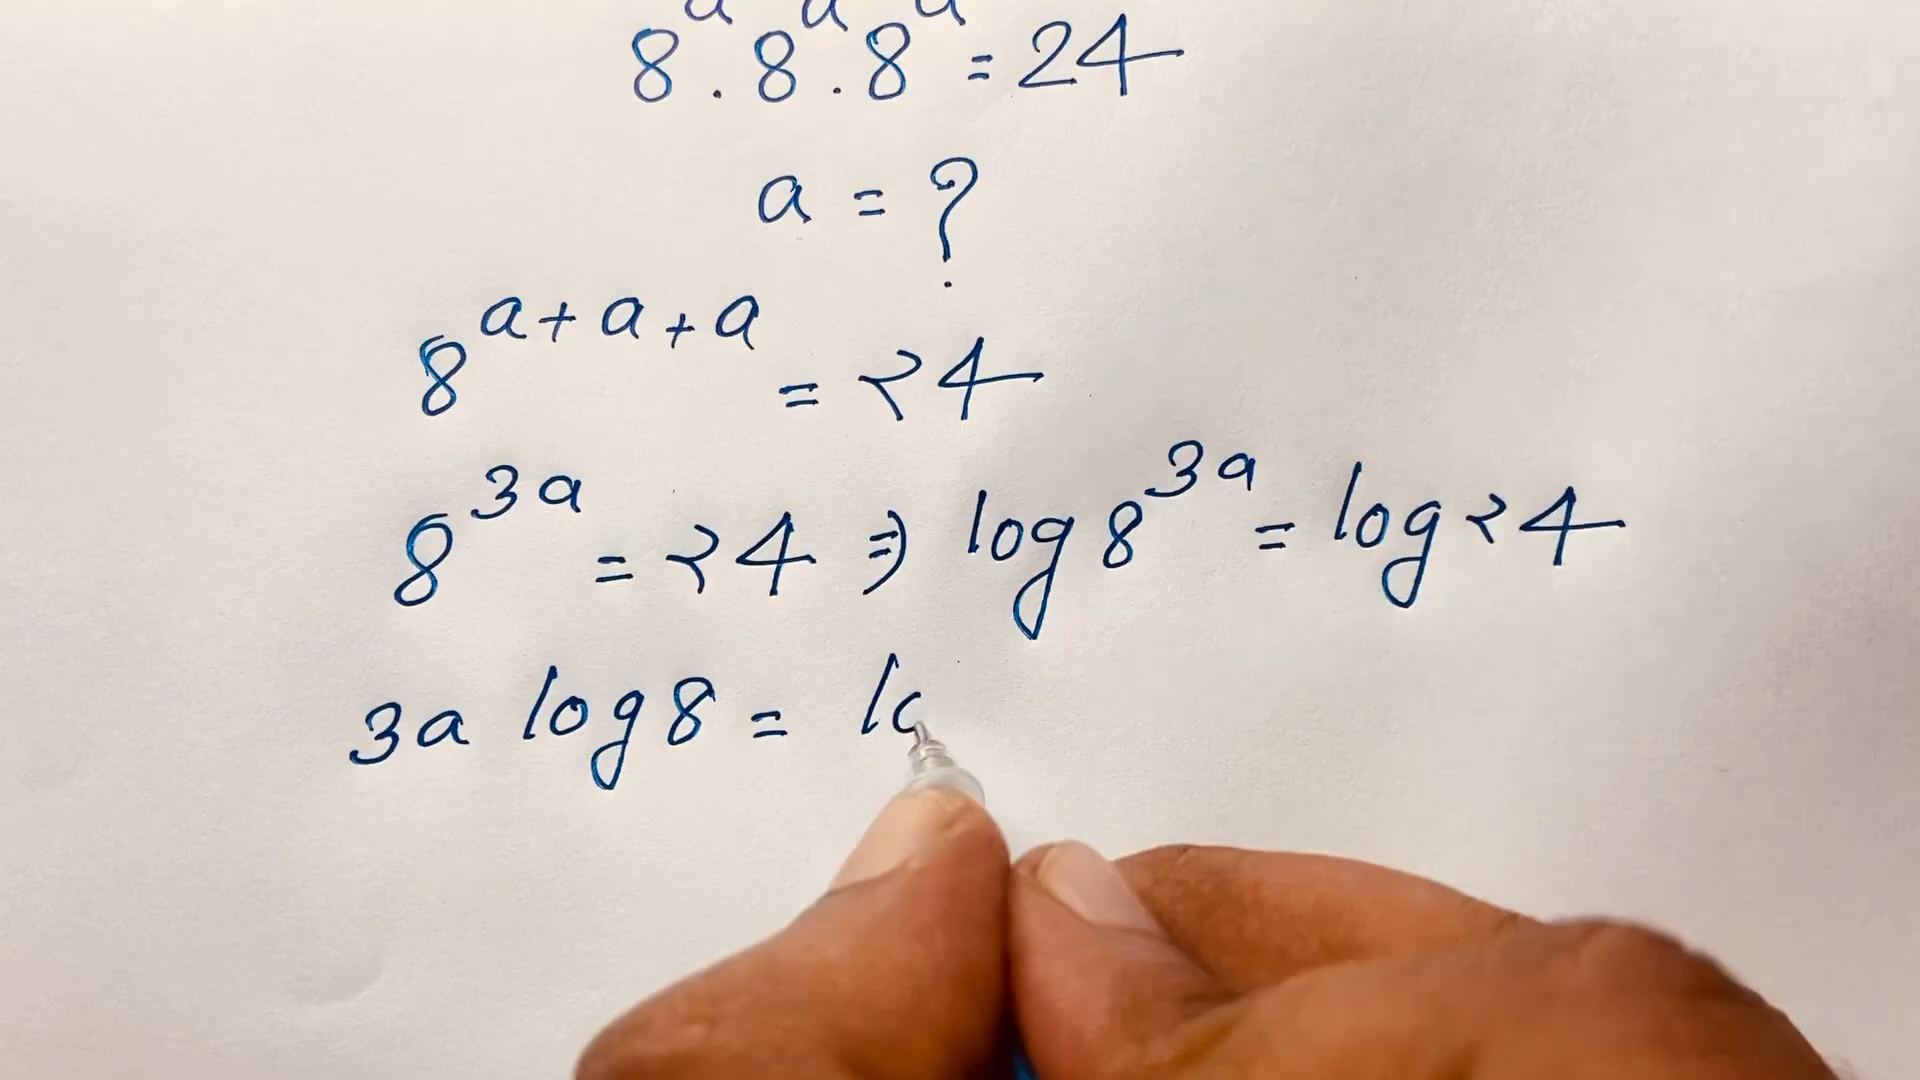 8^a . 8^a . 8^a = 24
a = ?
8^{a+a+a} = 24
8^{3a} = 24 ⇒ log 8^{3a} = log 24
3a log 8 = lo